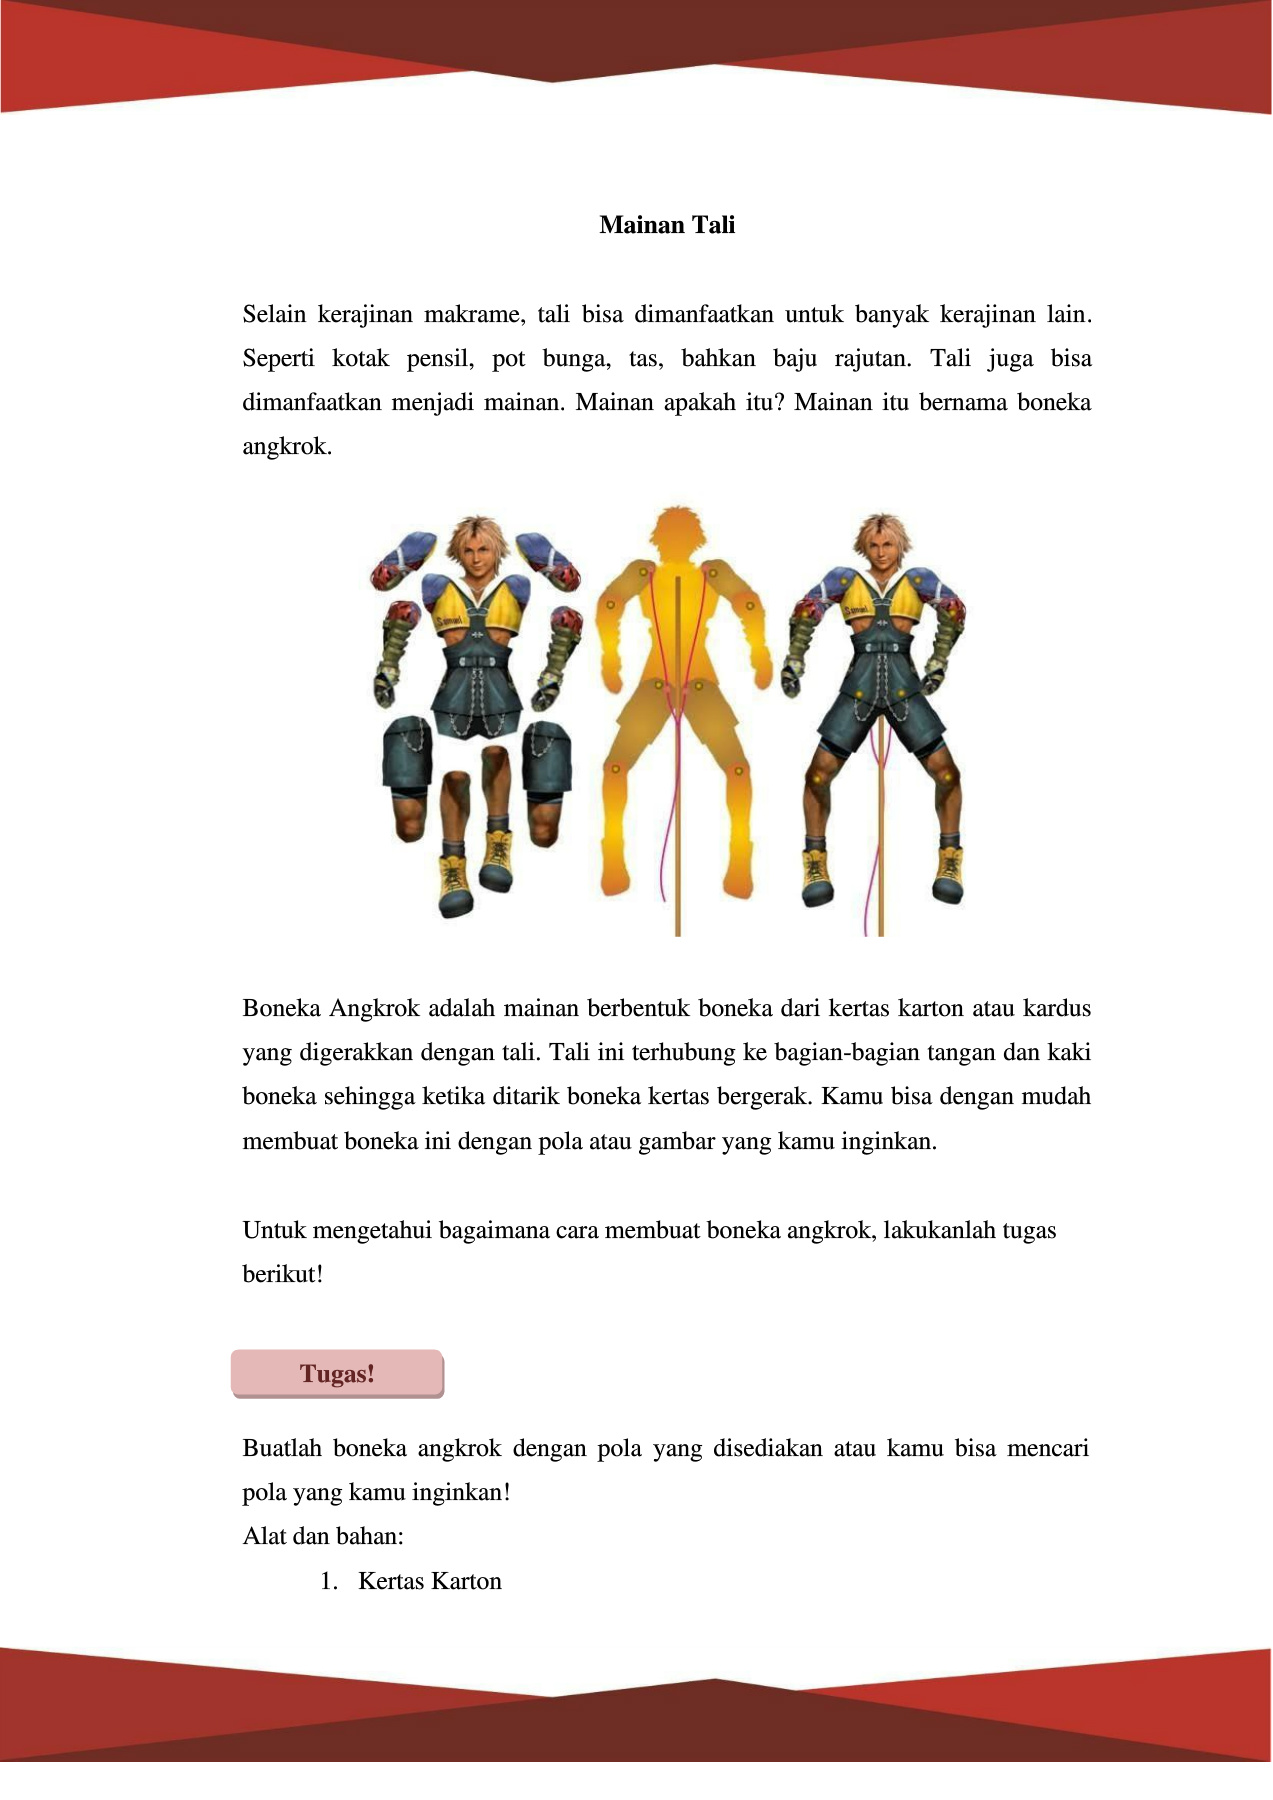 Mainan Tali
Selain kerajinan makrame, tali bisa dimanfaatkan untuk banyak kerajinan lain.
Seperti kotak pensil, pot bunga, tas, bahkan baju rajutan. Tali juga bisa
dimanfaatkan menjadi mainan. Mainan apakah itu? Mainan itu bernama boneka
angkrok.
Samuel
Boneka Angkrok adalah mainan berbentuk boneka dari kertas karton atau kardus
yang digerakkan dengan tali. Tali ini terhubung ke bagian-bagian tangan dan kaki
boneka sehingga ketika ditarik boneka kertas bergerak. Kamu bisa dengan mudah
membuat boneka ini dengan pola atau gambar yang kamu inginkan.
Untuk mengetahui bagaimana cara membuat boneka angkrok, lakukanlah tugas
berikut!
Tugas!
Buatlah boneka angkrok dengan pola yang disediakan atau kamu bisa mencari
pola yang kamu inginkan!
Alat dan bahan:
1. Kertas Karton